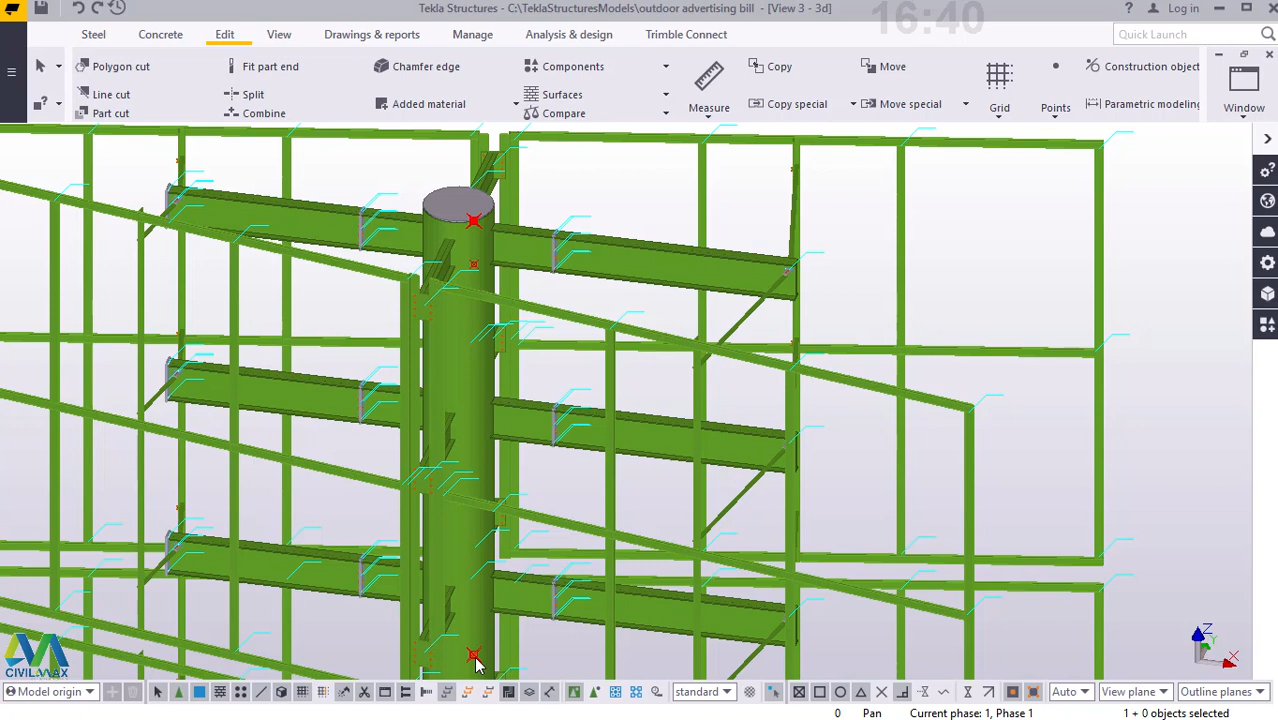 Tekla Structures - C:\TeklaStructuresModels\outdoor advertising bill - [View 3 - 3d]
16:40
Log in
Steel
Concrete
Edit
View
Drawings & reports
Manage
Analysis & design
Trimble Connect
Quick Launch
Polygon cut
Line cut
Part cut
Fit part end
Split
Combine
Chamfer edge
Added material
Components
Surfaces
Compare
Measure
Copy
Copy special
Move
Move special
Grid
Points
Construction object
Parametric modeling
Window
Z
Y
X
CIVILMAX
Model origin
standard
Auto
View plane
Outline planes
0
Pan
Current phase: 1, Phase 1
1 + 0 objects selected